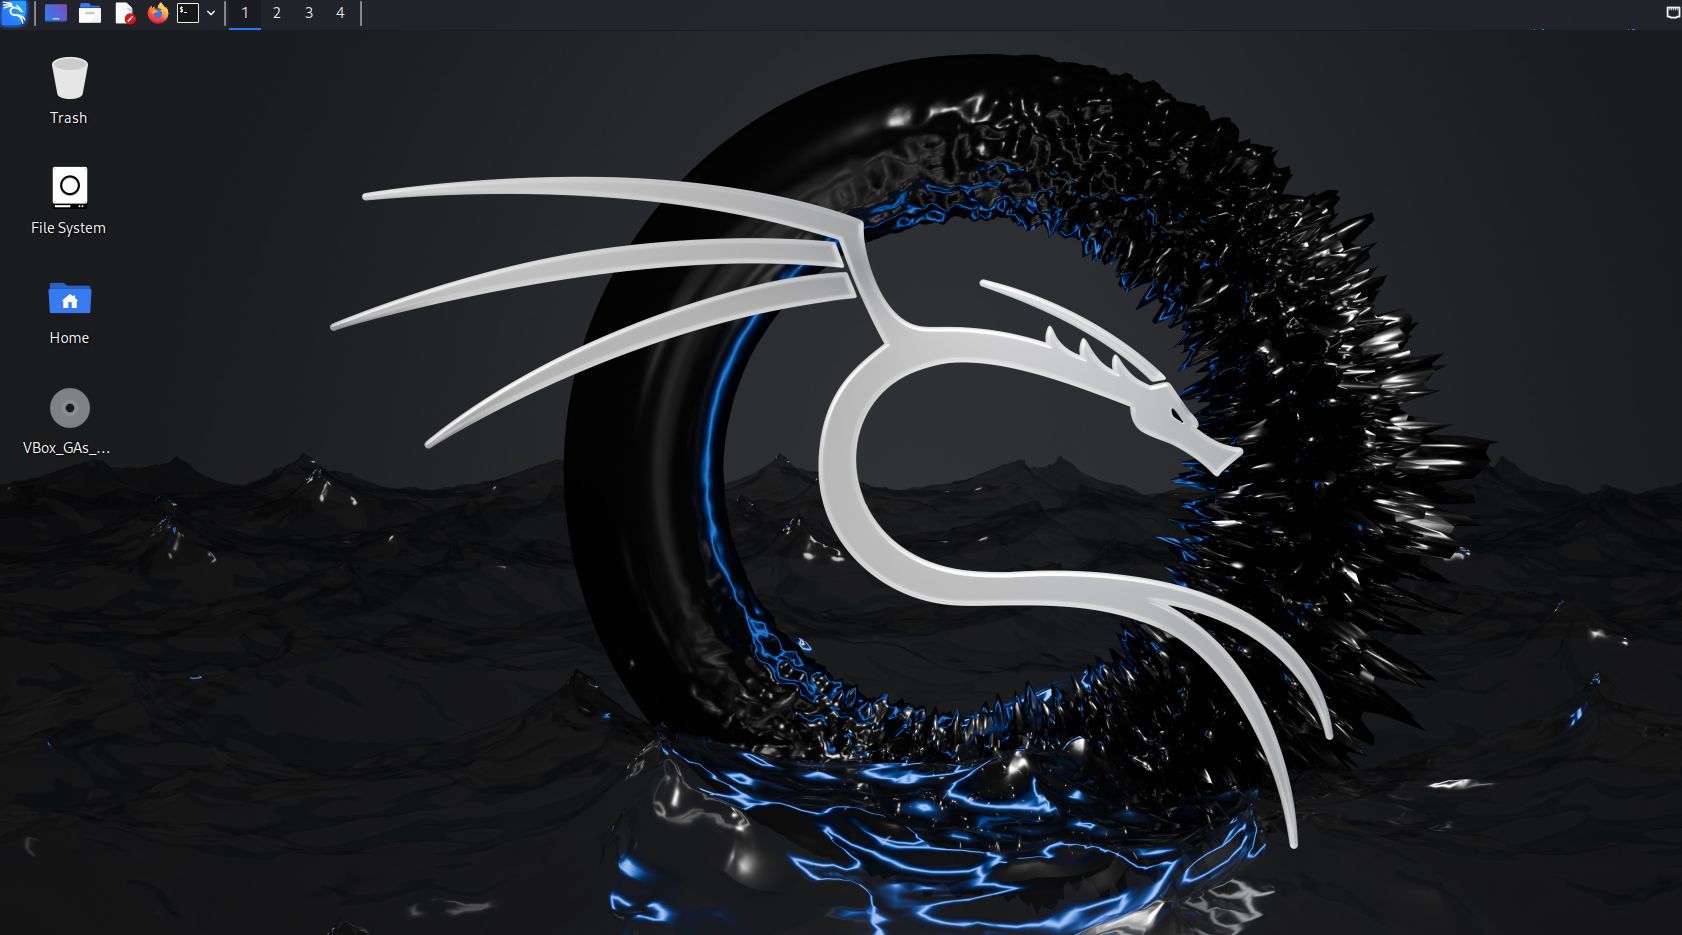 1 2 3 4
Trash
File System
Home
VBox_GAs_...